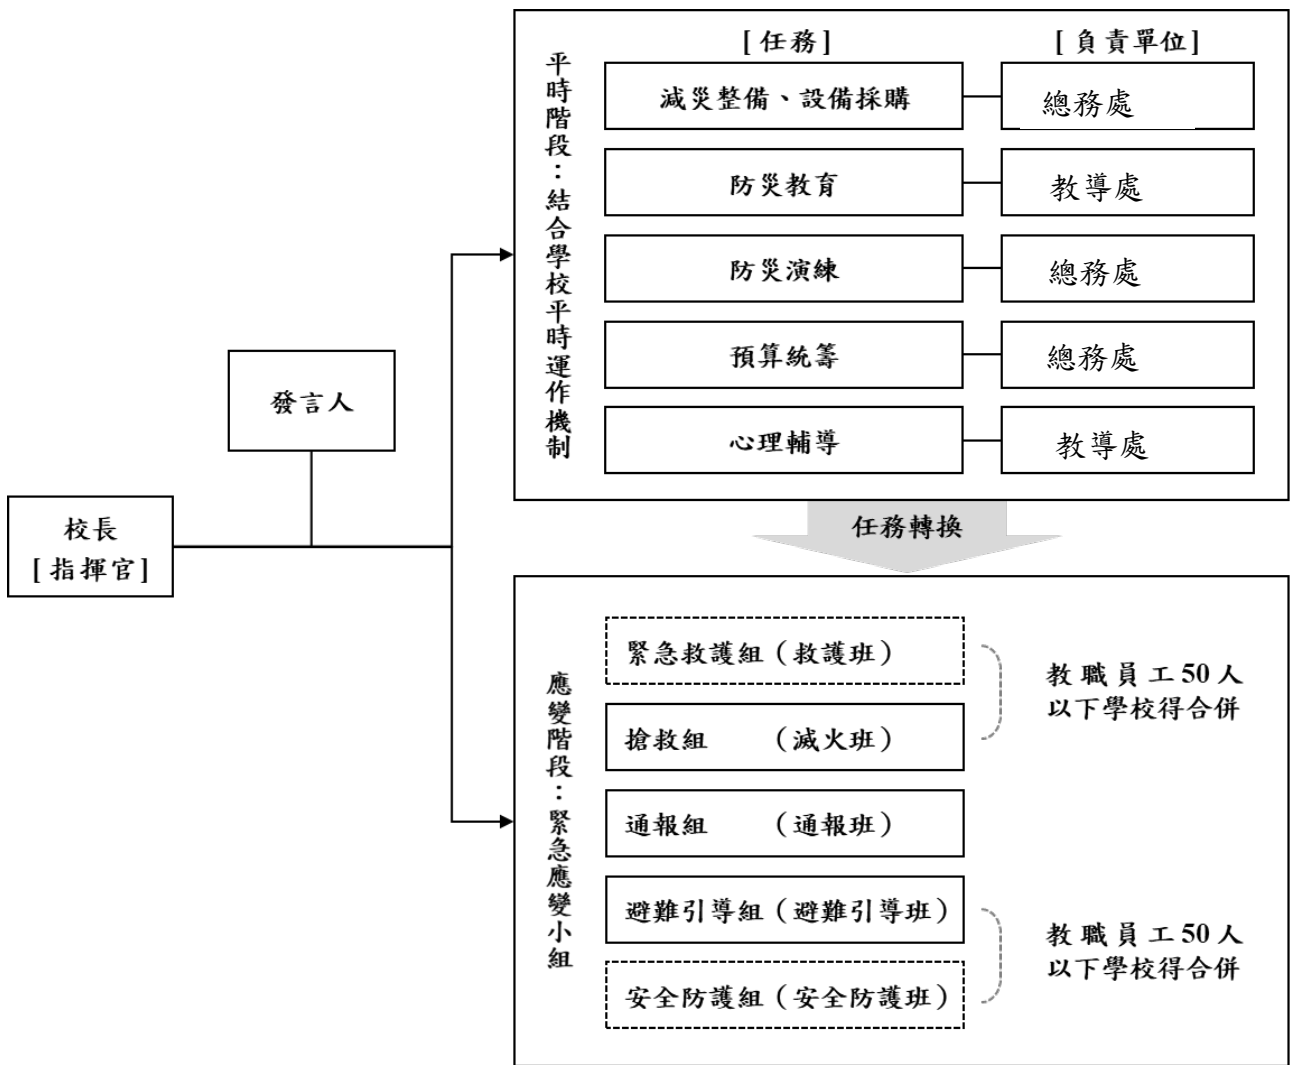 [任務]
[負責單位]
平時階段：結合學校平時運作機制
減災整備、設備採購
總務處
防災教育
教導處
防災演練
總務處
預算統籌
總務處
心理輔導
教導處
發言人
校長
[指揮官]
任務轉換
應變階段：緊急應變小組
緊急救護組（救護班）
搶救組　　（滅火班）
教職員工50人
以下學校得合併
通報組　　（通報班）
避難引導組（避難引導班）
安全防護組（安全防護班）
教職員工50人
以下學校得合併